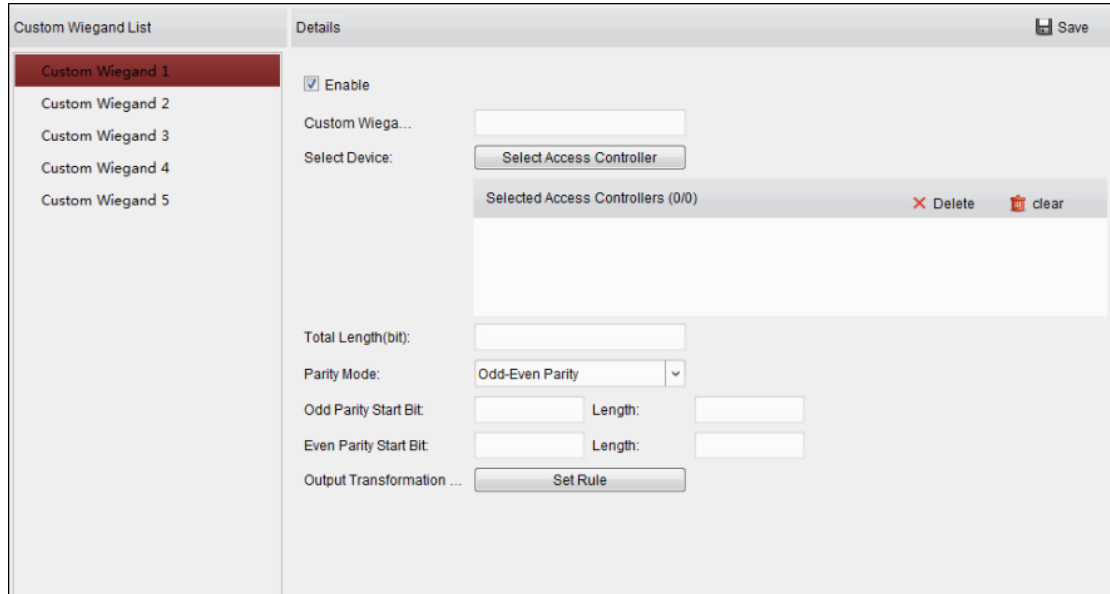 Custom Wiegand List
Details
Save
Custom Wiegand 1
Custom Wiegand 2
Custom Wiegand 3
Custom Wiegand 4
Custom Wiegand 5
Enable
Custom Wiega...
Select Device: Select Access Controller
Selected Access Controllers (0/0) Delete clear
Total Length(bit):
Parity Mode: Odd-Even Parity
Odd Parity Start Bit: Length:
Even Parity Start Bit: Length:
Output Transformation ... Set Rule